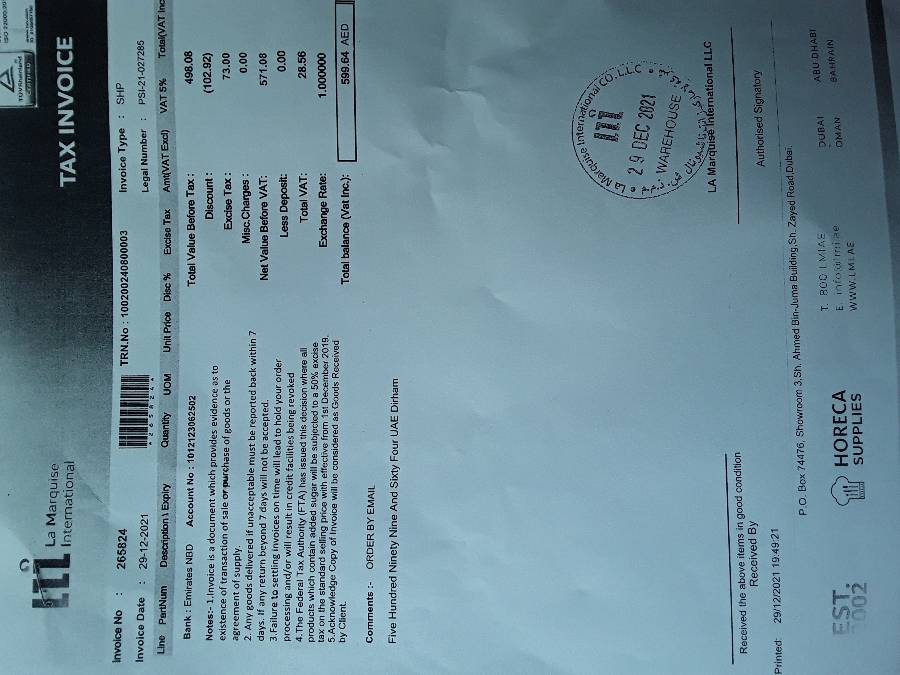 La Marquise
International
TAX INVOICE
TÜVRheinland
CERTIFIED
Invoice No : 265824
TRN.No : 100200240800003
Invoice Type : SHP
Invoice Date : 29-12-2021
*265824*
Legal Number : PSI-21-027285
Line PartNum Description \ Expiry Quantity UOM Unit Price Disc % Excise Tax Amt(VAT Excl) VAT 5% Total(VAT Inc
Bank : Emirates NBD Account No : 1012123062502
Total Value Before Tax : 498.08
Discount : (102.92)
Excise Tax : 73.00
Misc.Charges : 0.00
Net Value Before VAT: 571.08
Less Deposit: 0.00
Total VAT: 28.56
Exchange Rate: 1.000000
Total balance (Vat Inc.): 599.64 AED
Notes:- 1.Invoice is a document which provides evidence as to
existence of transaction of sale or purchase of goods or the
agreement of supply.
2. Any goods delivered if unacceptable must be reported back within 7
days. If any return beyond 7 days will not be accepted.
3.Failure to settling invoices on time will lead to hold your order
processing and/or will result in credit facilities being revoked
4.The Federal Tax Authority (FTA) has issued this decision where all
products which contain added sugar will be subjected to a 50% excise
tax on the standard selling price with effective from 1st December 2019.
5.Acknowledge Copy of Invoice will be considered as Goods Received
by Client.
Comments :- ORDER BY EMAIL
Five Hundred Ninety Nine And Sixty Four UAE Dirham
La Marquise International CO.L.L.C
29 DEC 2021
WAREHOUSE
LA Marquise International LLC
Received the above items in good condition
Received By
Authorised Signatory
Printed: 29/12/2021 19:49:21
P.O. Box 74476, Showroom 3,Sh. Ahmed Bin-Juma Building,Sh. Zayed Road,Dubai.
EST.
2002
HORECA
SUPPLIES
T. 800 LMIAE
E. info@lmi.ae
WWW.LMI.AE
DUBAI
OMAN
ABU DHABI
BAHRAIN